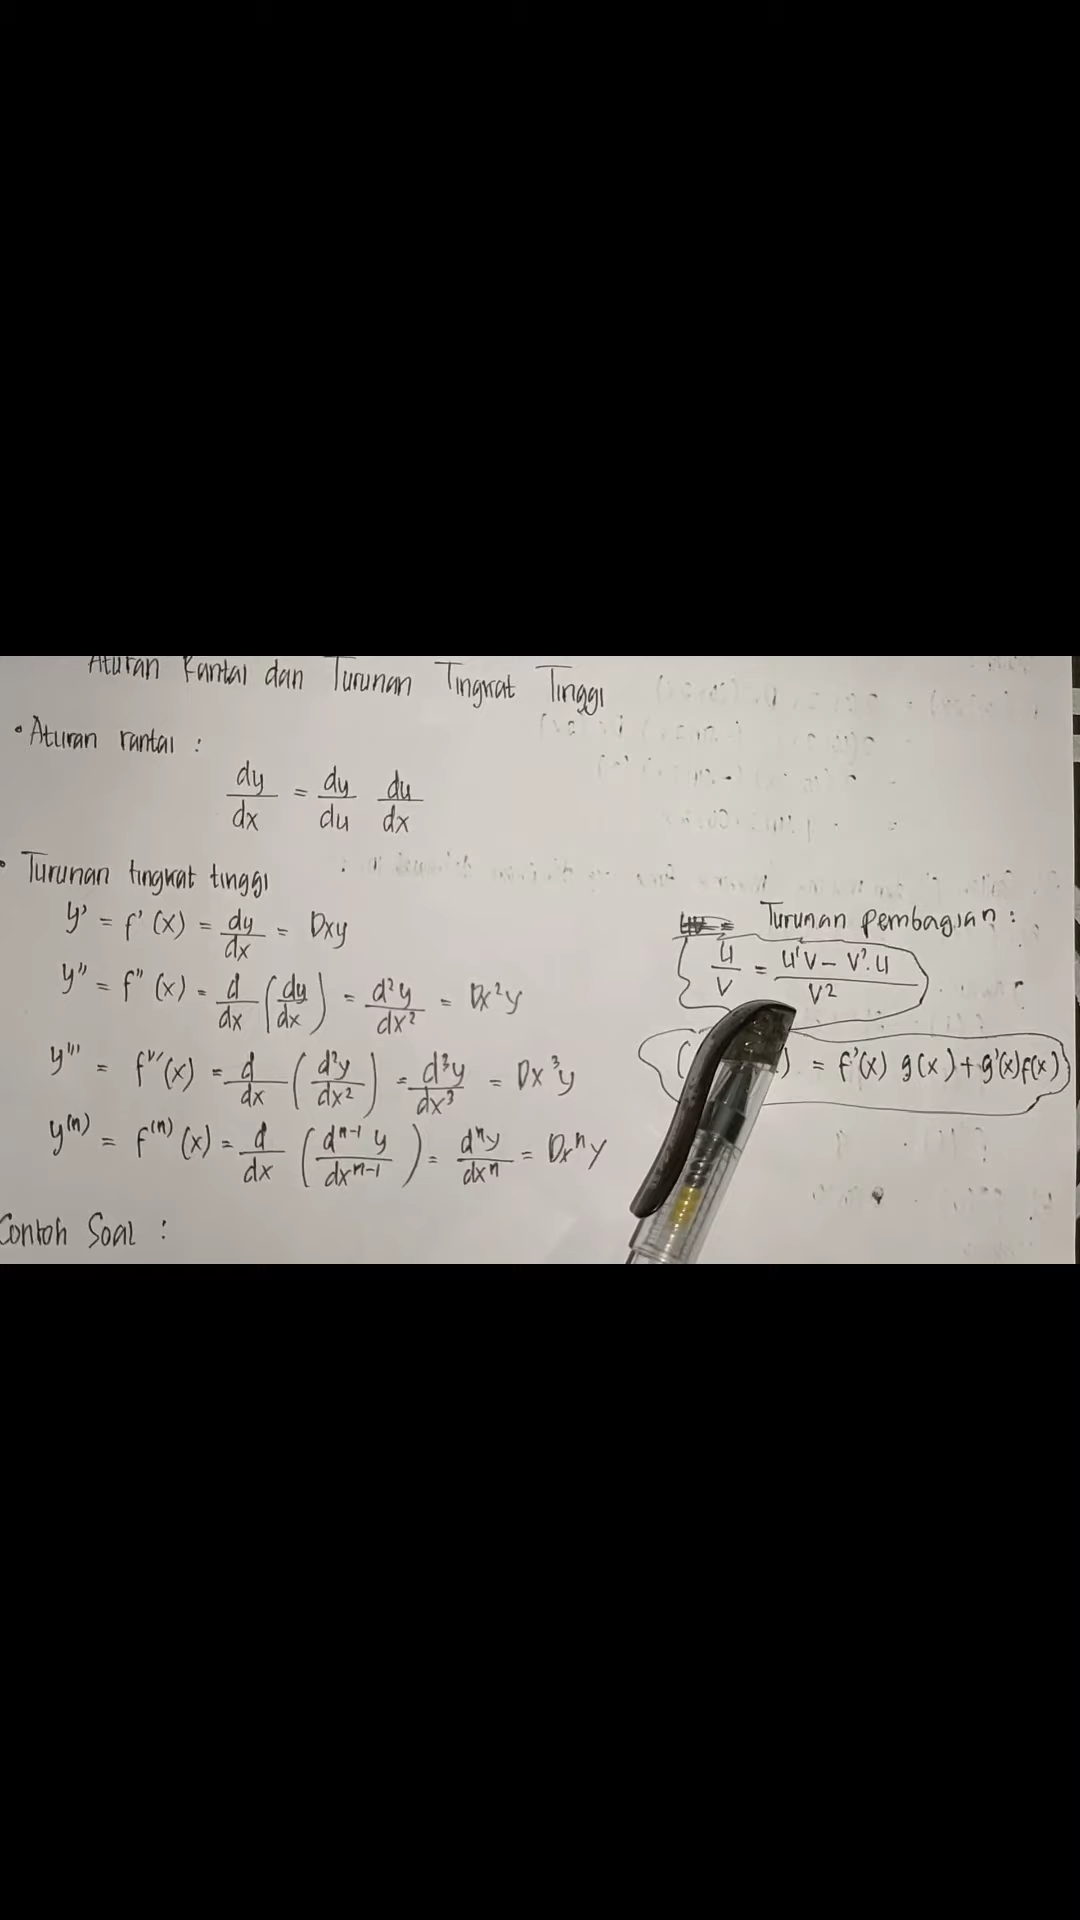 Aturan Rantai dan Turunan Tingkat Tinggi
• Aturan rantai :
dy/dx = dy/du du/dx
• Turunan tingkat tinggi
y' = f'(x) = dy/dx = Dxy
y'' = f''(x) = d/dx (dy/dx) = d²y/dx² = Dx²y
y''' = f'''(x) = d/dx (d²y/dx²) = d³y/dx³ = Dx³y
y⁽ⁿ⁾ = f⁽ⁿ⁾(x) = d/dx (dⁿ⁻¹y/dxⁿ⁻¹) = dⁿy/dxⁿ = Dxⁿy
Contoh Soal :
Turunan pembagian :
u/v = u'v - v'.u/v²
( ) = f'(x) g(x) + g'(x)f(x)